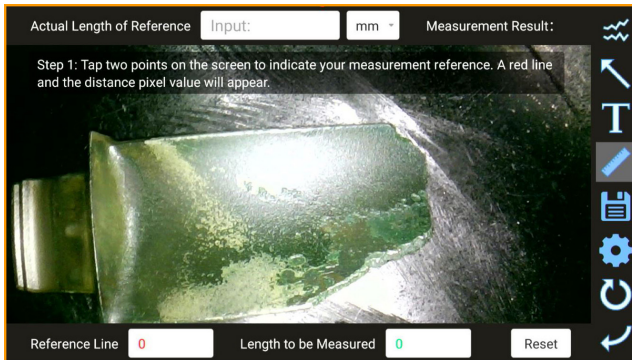 Actual Length of Reference Input: mm Measurement Result:
Step 1: Tap two points on the screen to indicate your measurement reference. A red line
and the distance pixel value will appear.
T
Reference Line 0 Length to be Measured 0 Reset